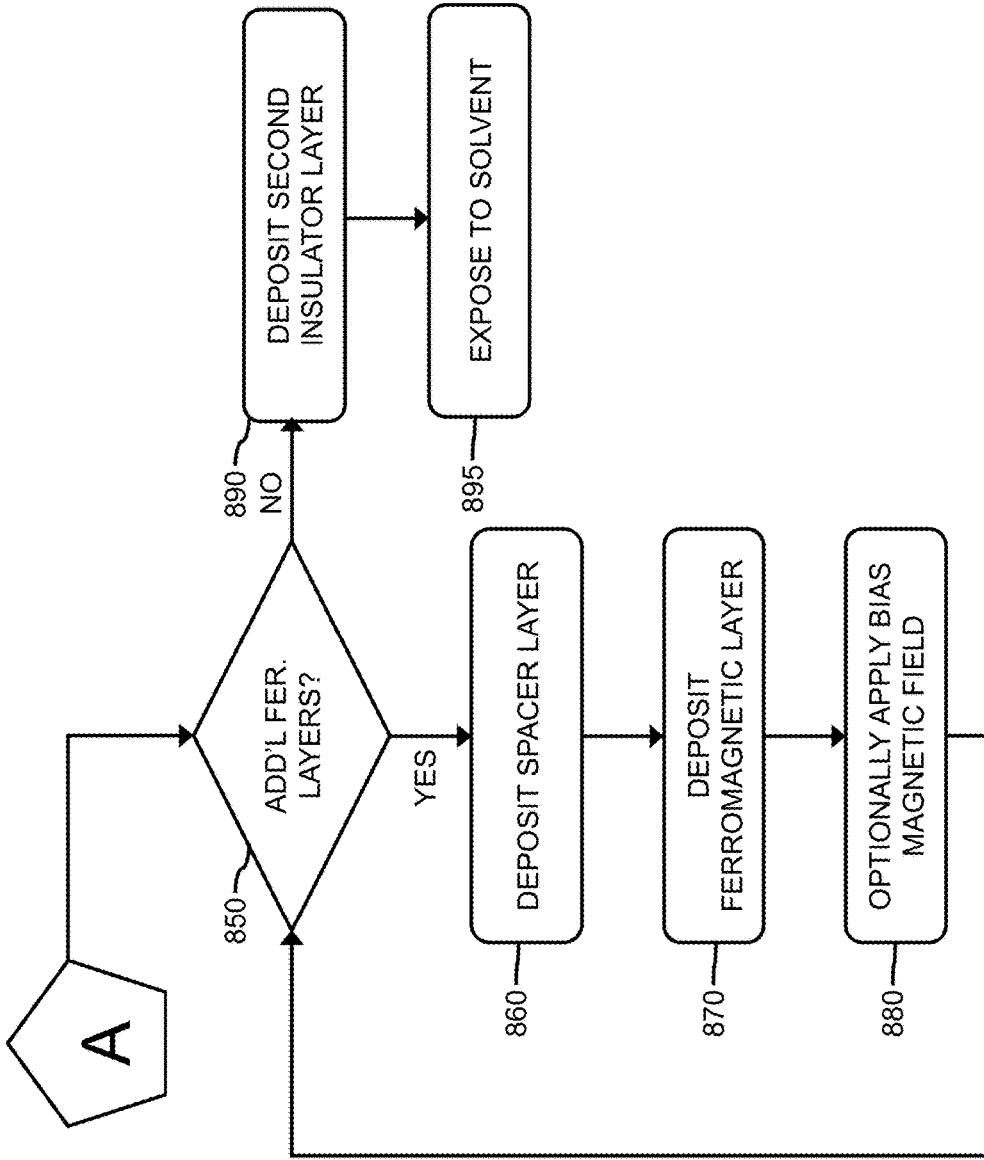 A
850
ADD'L FER.
LAYERS?
NO
890
DEPOSIT SECOND
INSULATOR LAYER
895
EXPOSE TO SOLVENT
YES
860
DEPOSIT SPACER LAYER
870
DEPOSIT
FERROMAGNETIC LAYER
880
OPTIONALLY APPLY BIAS
MAGNETIC FIELD